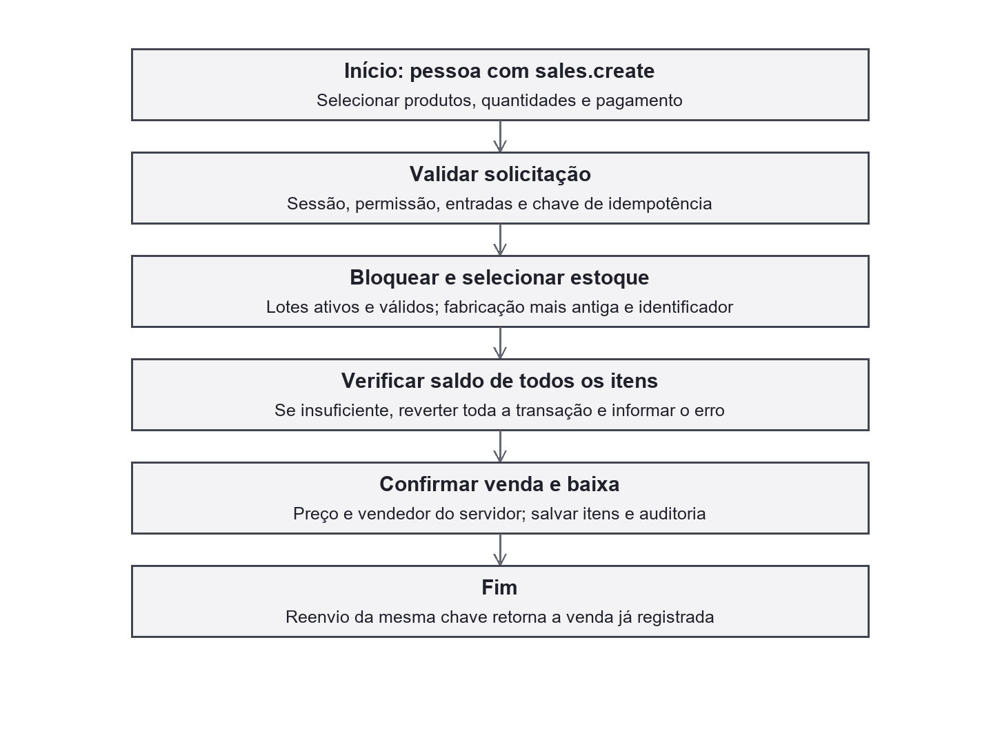 Início: pessoa com sales.create
Selecionar produtos, quantidades e pagamento
Validar solicitação
Sessão, permissão, entradas e chave de idempotência
Bloquear e selecionar estoque
Lotes ativos e válidos; fabricação mais antiga e identificador
Verificar saldo de todos os itens
Se insuficiente, reverter toda a transação e informar o erro
Confirmar venda e baixa
Preço e vendedor do servidor; salvar itens e auditoria
Fim
Reenvio da mesma chave retorna a venda já registrada